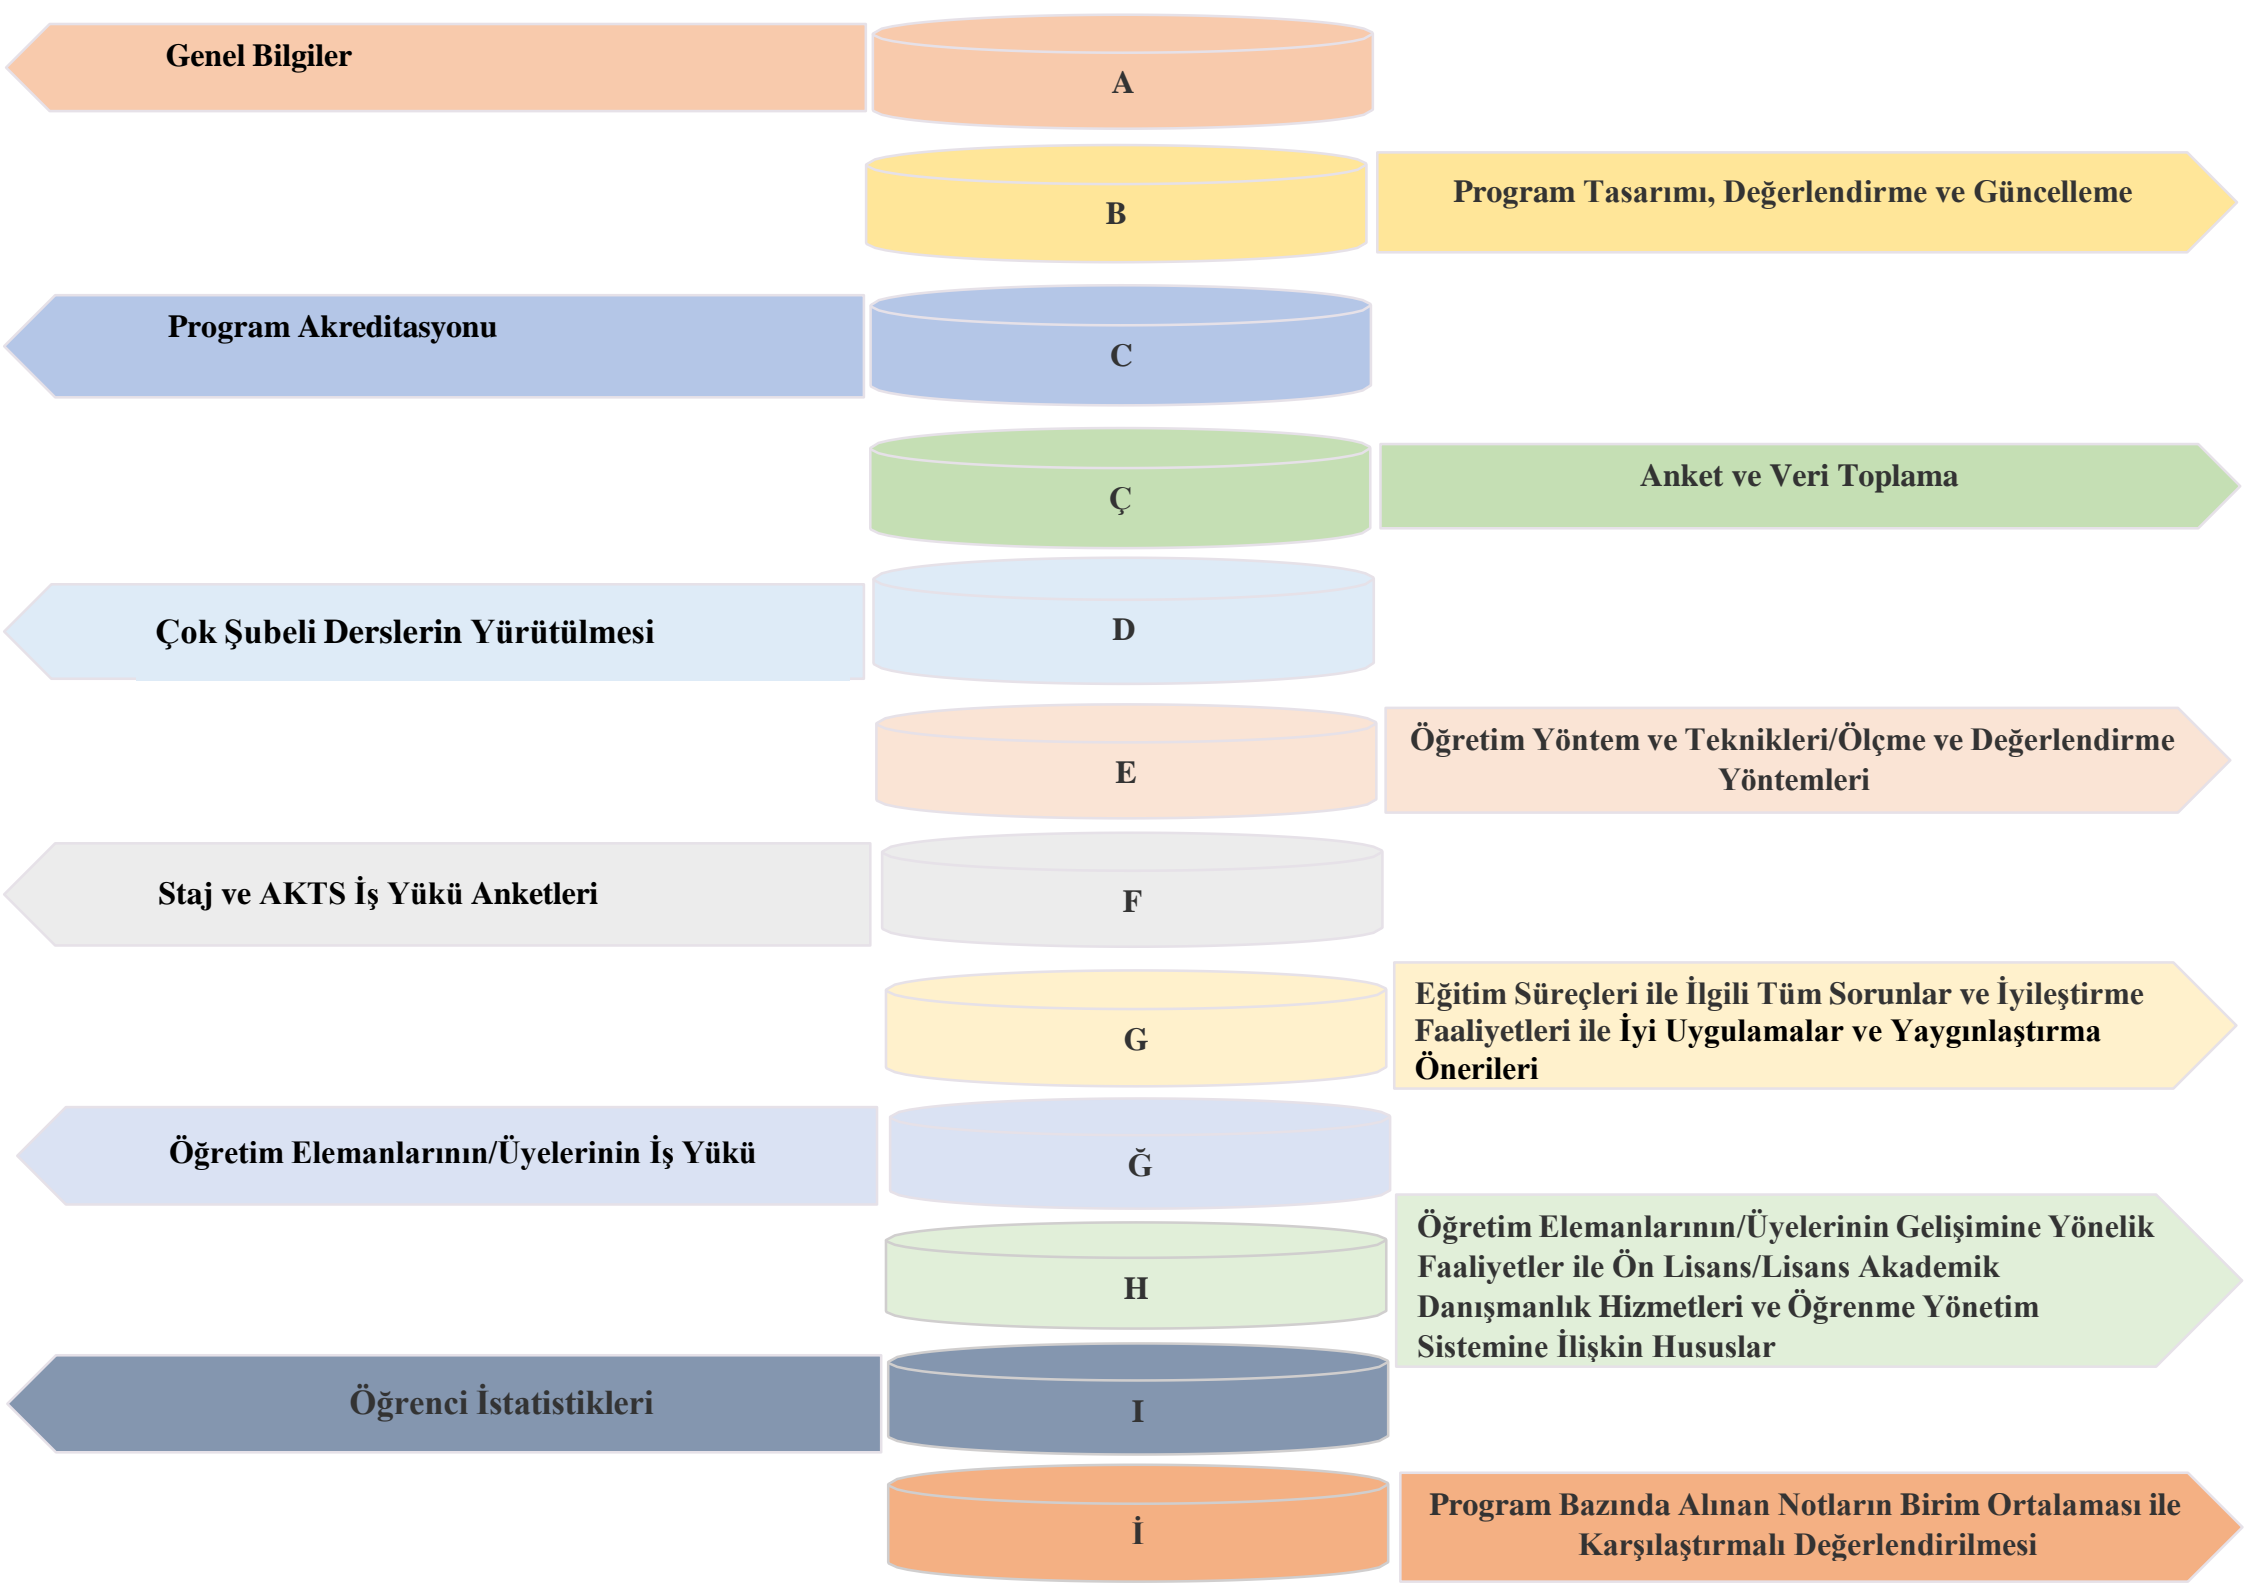 Genel Bilgiler
A
B
Program Tasarımı, Değerlendirme ve Güncelleme
Program Akreditasyonu
C
Ç
Anket ve Veri Toplama
Çok Şubeli Derslerin Yürütülmesi
D
E
Öğretim Yöntem ve Teknikleri/Ölçme ve Değerlendirme
Yöntemleri
Staj ve AKTS İş Yükü Anketleri
F
G
Eğitim Süreçleri ile İlgili Tüm Sorunlar ve İyileştirme
Faaliyetleri ile İyi Uygulamalar ve Yaygınlaştırma
Önerileri
Öğretim Elemanlarının/Üyelerinin İş Yükü
Ğ
H
Öğretim Elemanlarının/Üyelerinin Gelişimine Yönelik
Faaliyetler ile Ön Lisans/Lisans Akademik
Danışmanlık Hizmetleri ve Öğrenme Yönetim
Sistemine İlişkin Hususlar
Öğrenci İstatistikleri
I
İ
Program Bazında Alınan Notların Birim Ortalaması ile
Karşılaştırmalı Değerlendirilmesi